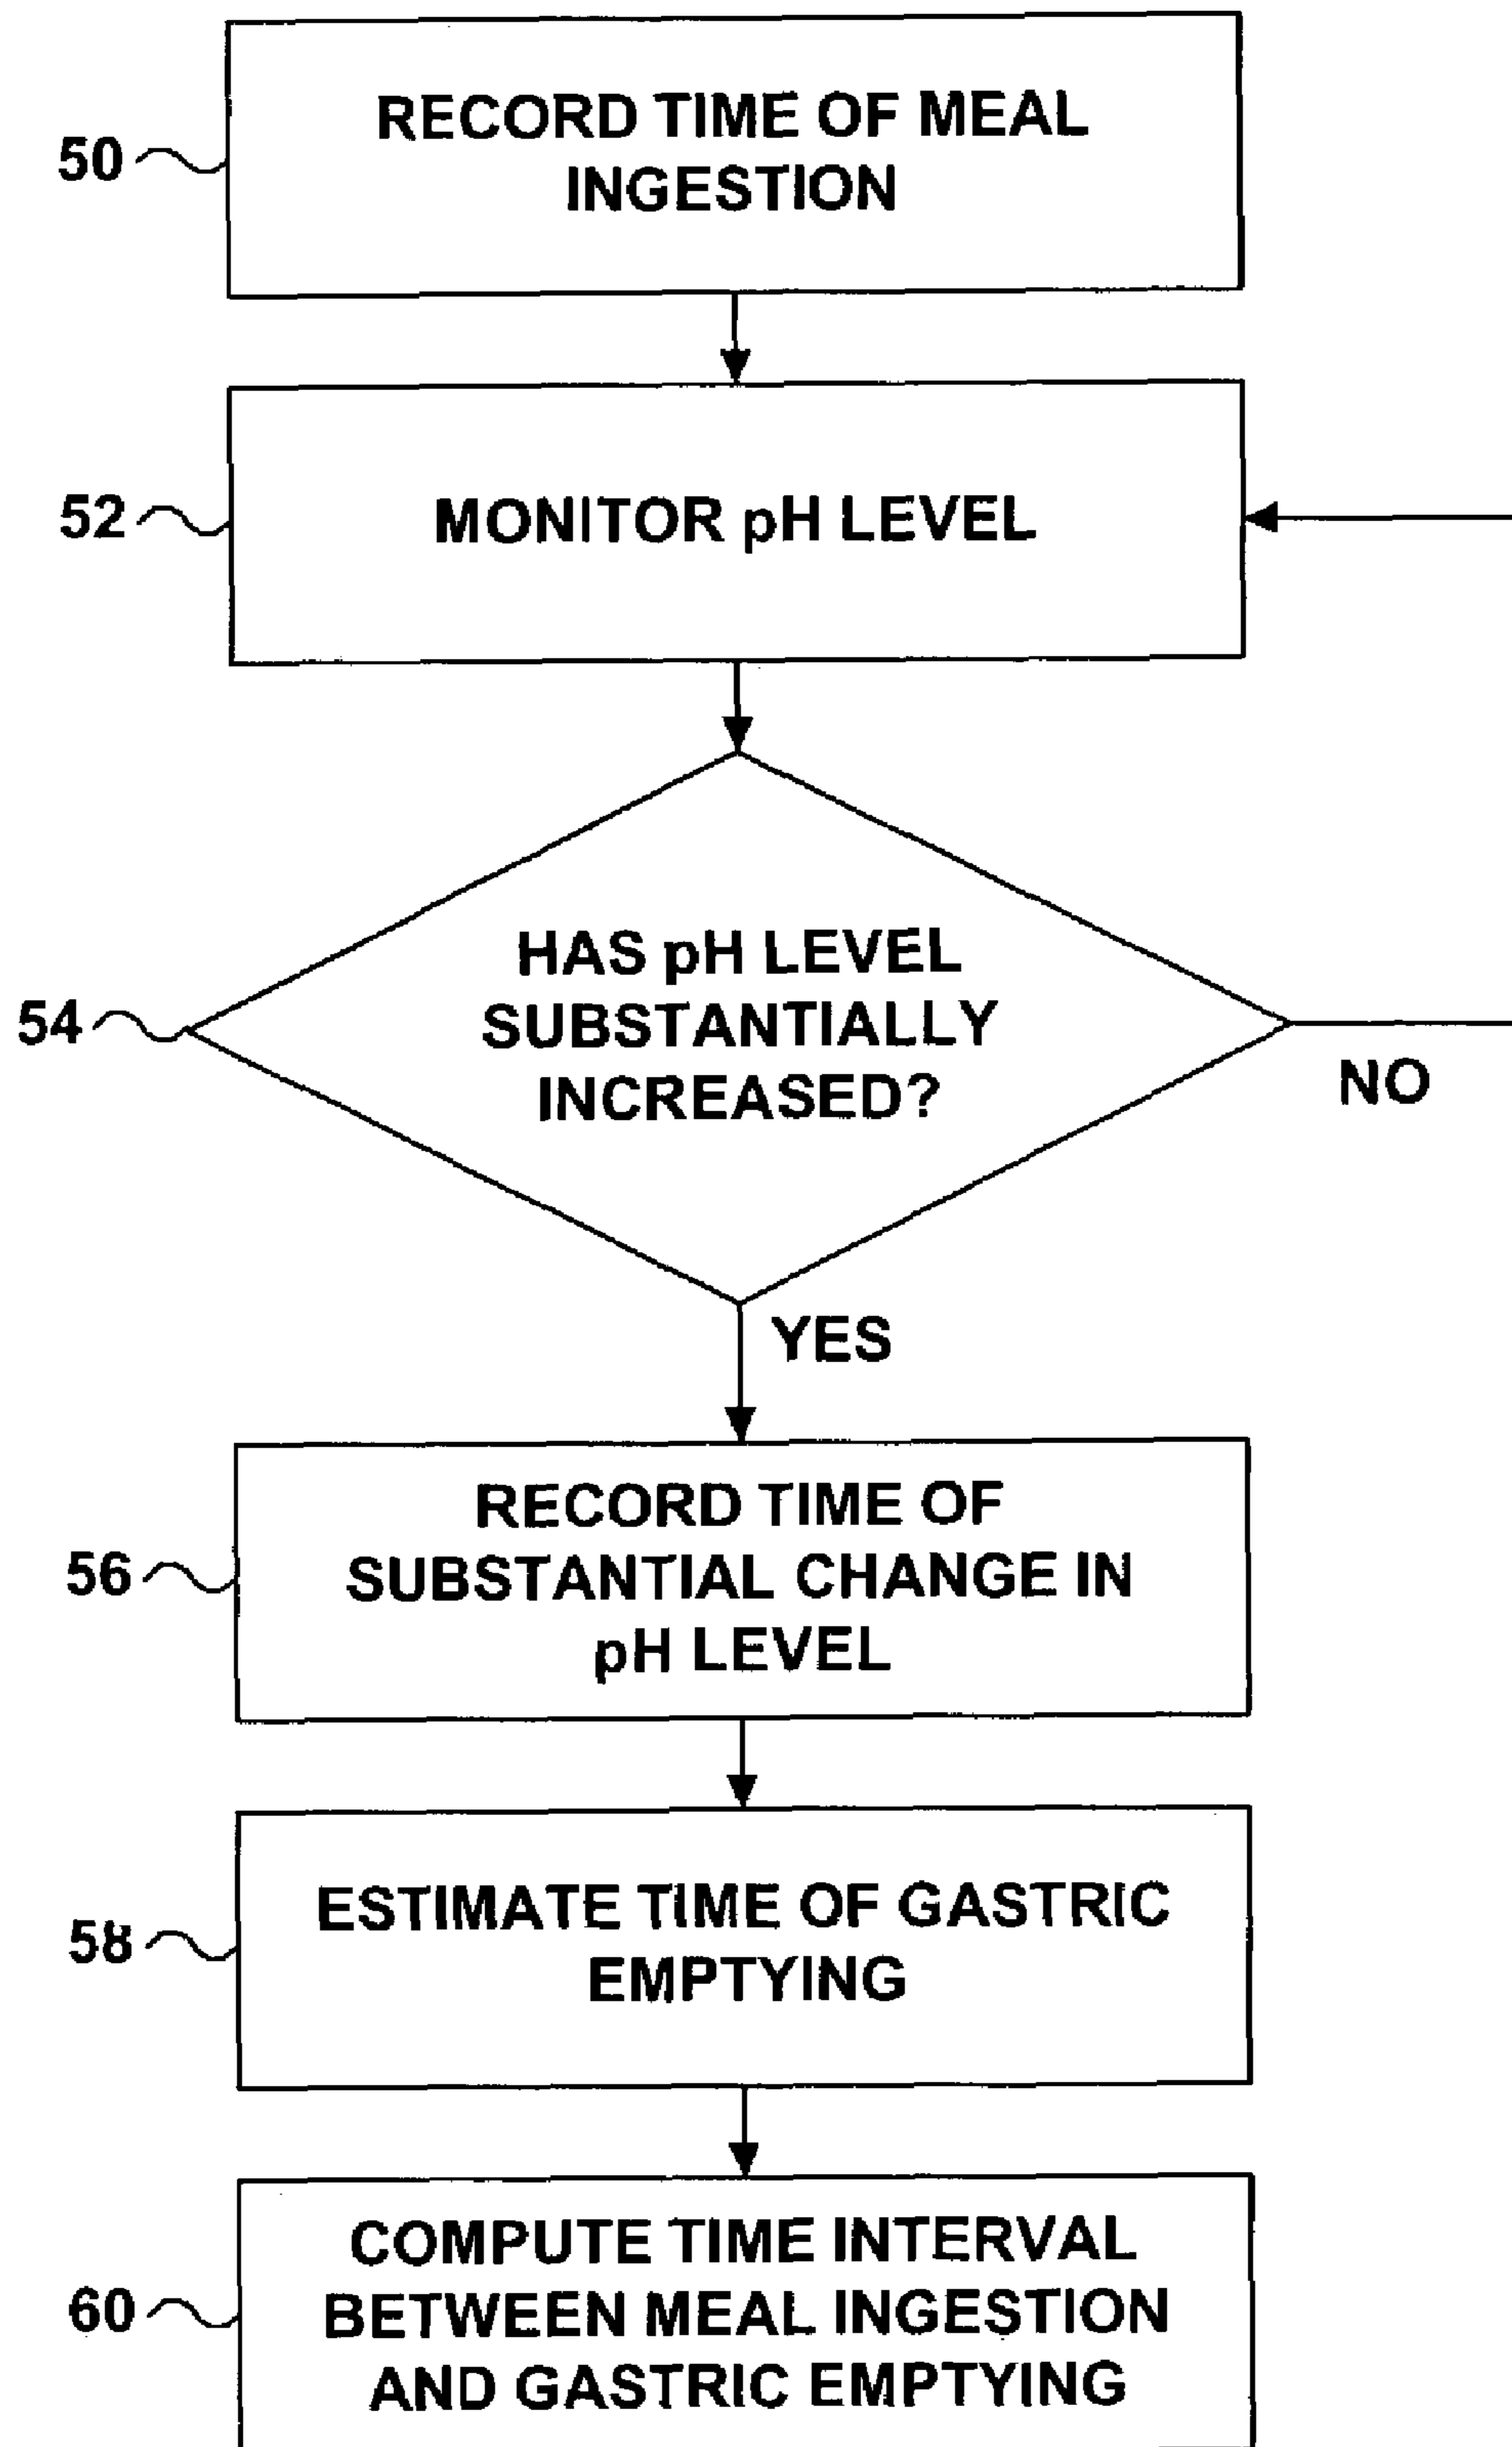 50
RECORD TIME OF MEAL
INGESTION
52
MONITOR pH LEVEL
54
HAS pH LEVEL
SUBSTANTIALLY
INCREASED?
NO
YES
56
RECORD TIME OF
SUBSTANTIAL CHANGE IN
pH LEVEL
58
ESTIMATE TIME OF GASTRIC
EMPTYING
60
COMPUTE TIME INTERVAL
BETWEEN MEAL INGESTION
AND GASTRIC EMPTYING